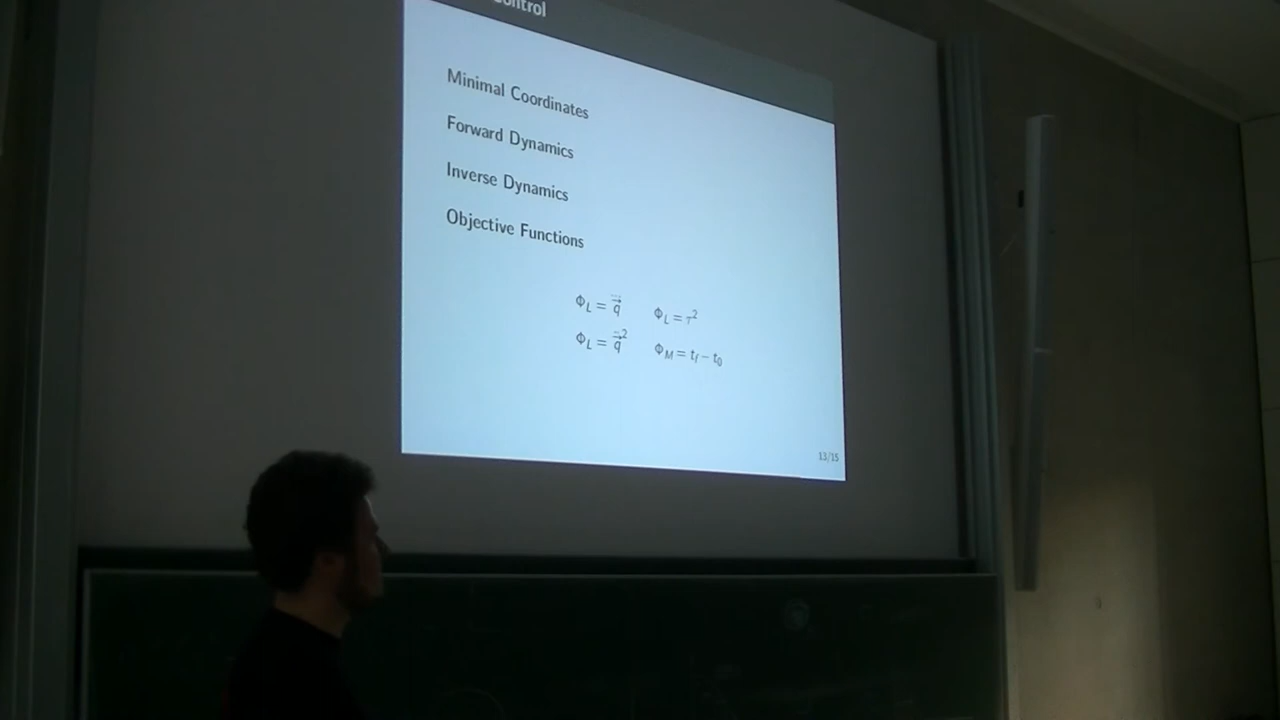 Control
Minimal Coordinates
Forward Dynamics
Inverse Dynamics
Objective Functions
Φ_L = q⃛ Φ_L = τ²
Φ_L = q⃛² Φ_M = t_f − t_0
13/15